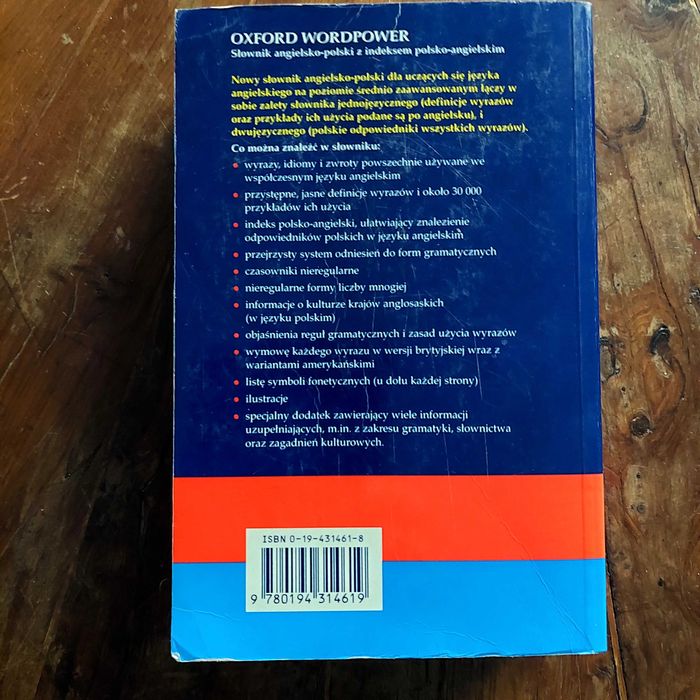 OXFORD WORDPOWER
Słownik angielsko-polski z indeksem polsko-angielskim
Nowy słownik angielsko-polski dla uczących się języka
angielskiego na poziomie średnio zaawansowanym łączy w
sobie zalety słownika jednojęzycznego (definicje wyrazów
oraz przykłady ich użycia podane są po angielsku), i
dwujęzycznego (polskie odpowiedniki wszystkich wyrazów).
Co można znaleźć w słowniku:
• wyrazy, idiomy i zwroty powszechnie używane we
współczesnym języku angielskim
• przystępne, jasne definicje wyrazów i około 30 000
przykładów ich użycia
• indeks polsko-angielski, ułatwiający znalezienie
odpowiedników polskich w języku angielskim
• przejrzysty system odniesień do form gramatycznych
• czasowniki nieregularne
• nieregularne formy liczby mnogiej
• informacje o kulturze krajów anglosaskich
(w języku polskim)
• objaśnienia reguł gramatycznych i zasad użycia wyrazów
• wymowę każdego wyrazu w wersji brytyjskiej wraz z
wariantami amerykańskimi
• listę symboli fonetycznych (u dołu każdej strony)
• ilustracje
• specjalny dodatek zawierający wiele informacji
uzupełniających, m.in. z zakresu gramatyki, słownictwa
oraz zagadnień kulturowych.
ISBN 0-19-431461-8
9 780194 314619